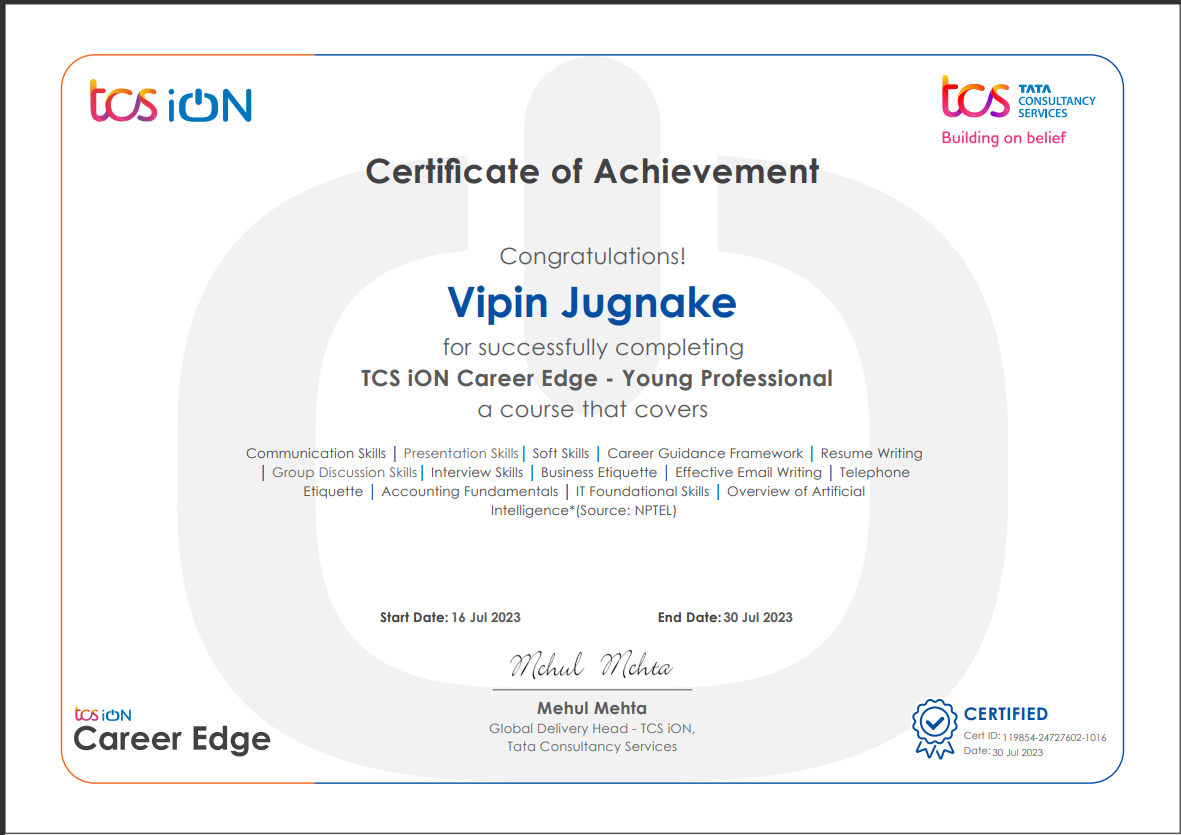 tcs iON
tcs TATA
CONSULTANCY
SERVICES
Building on belief
Certificate of Achievement
Congratulations!
Vipin Jugnake
for successfully completing
TCS iON Career Edge - Young Professional
a course that covers
Communication Skills | Presentation Skills | Soft Skills | Career Guidance Framework | Resume Writing
| Group Discussion Skills | Interview Skills | Business Etiquette | Effective Email Writing | Telephone
Etiquette | Accounting Fundamentals | IT Foundational Skills | Overview of Artificial
Intelligence*(Source: NPTEL)
Start Date: 16 Jul 2023 End Date: 30 Jul 2023
Mehul Mehta
Mehul Mehta
Global Delivery Head - TCS iON,
Tata Consultancy Services
tcs iON
Career Edge
CERTIFIED
Cert ID: 119854-24727602-1016
Date: 30 Jul 2023